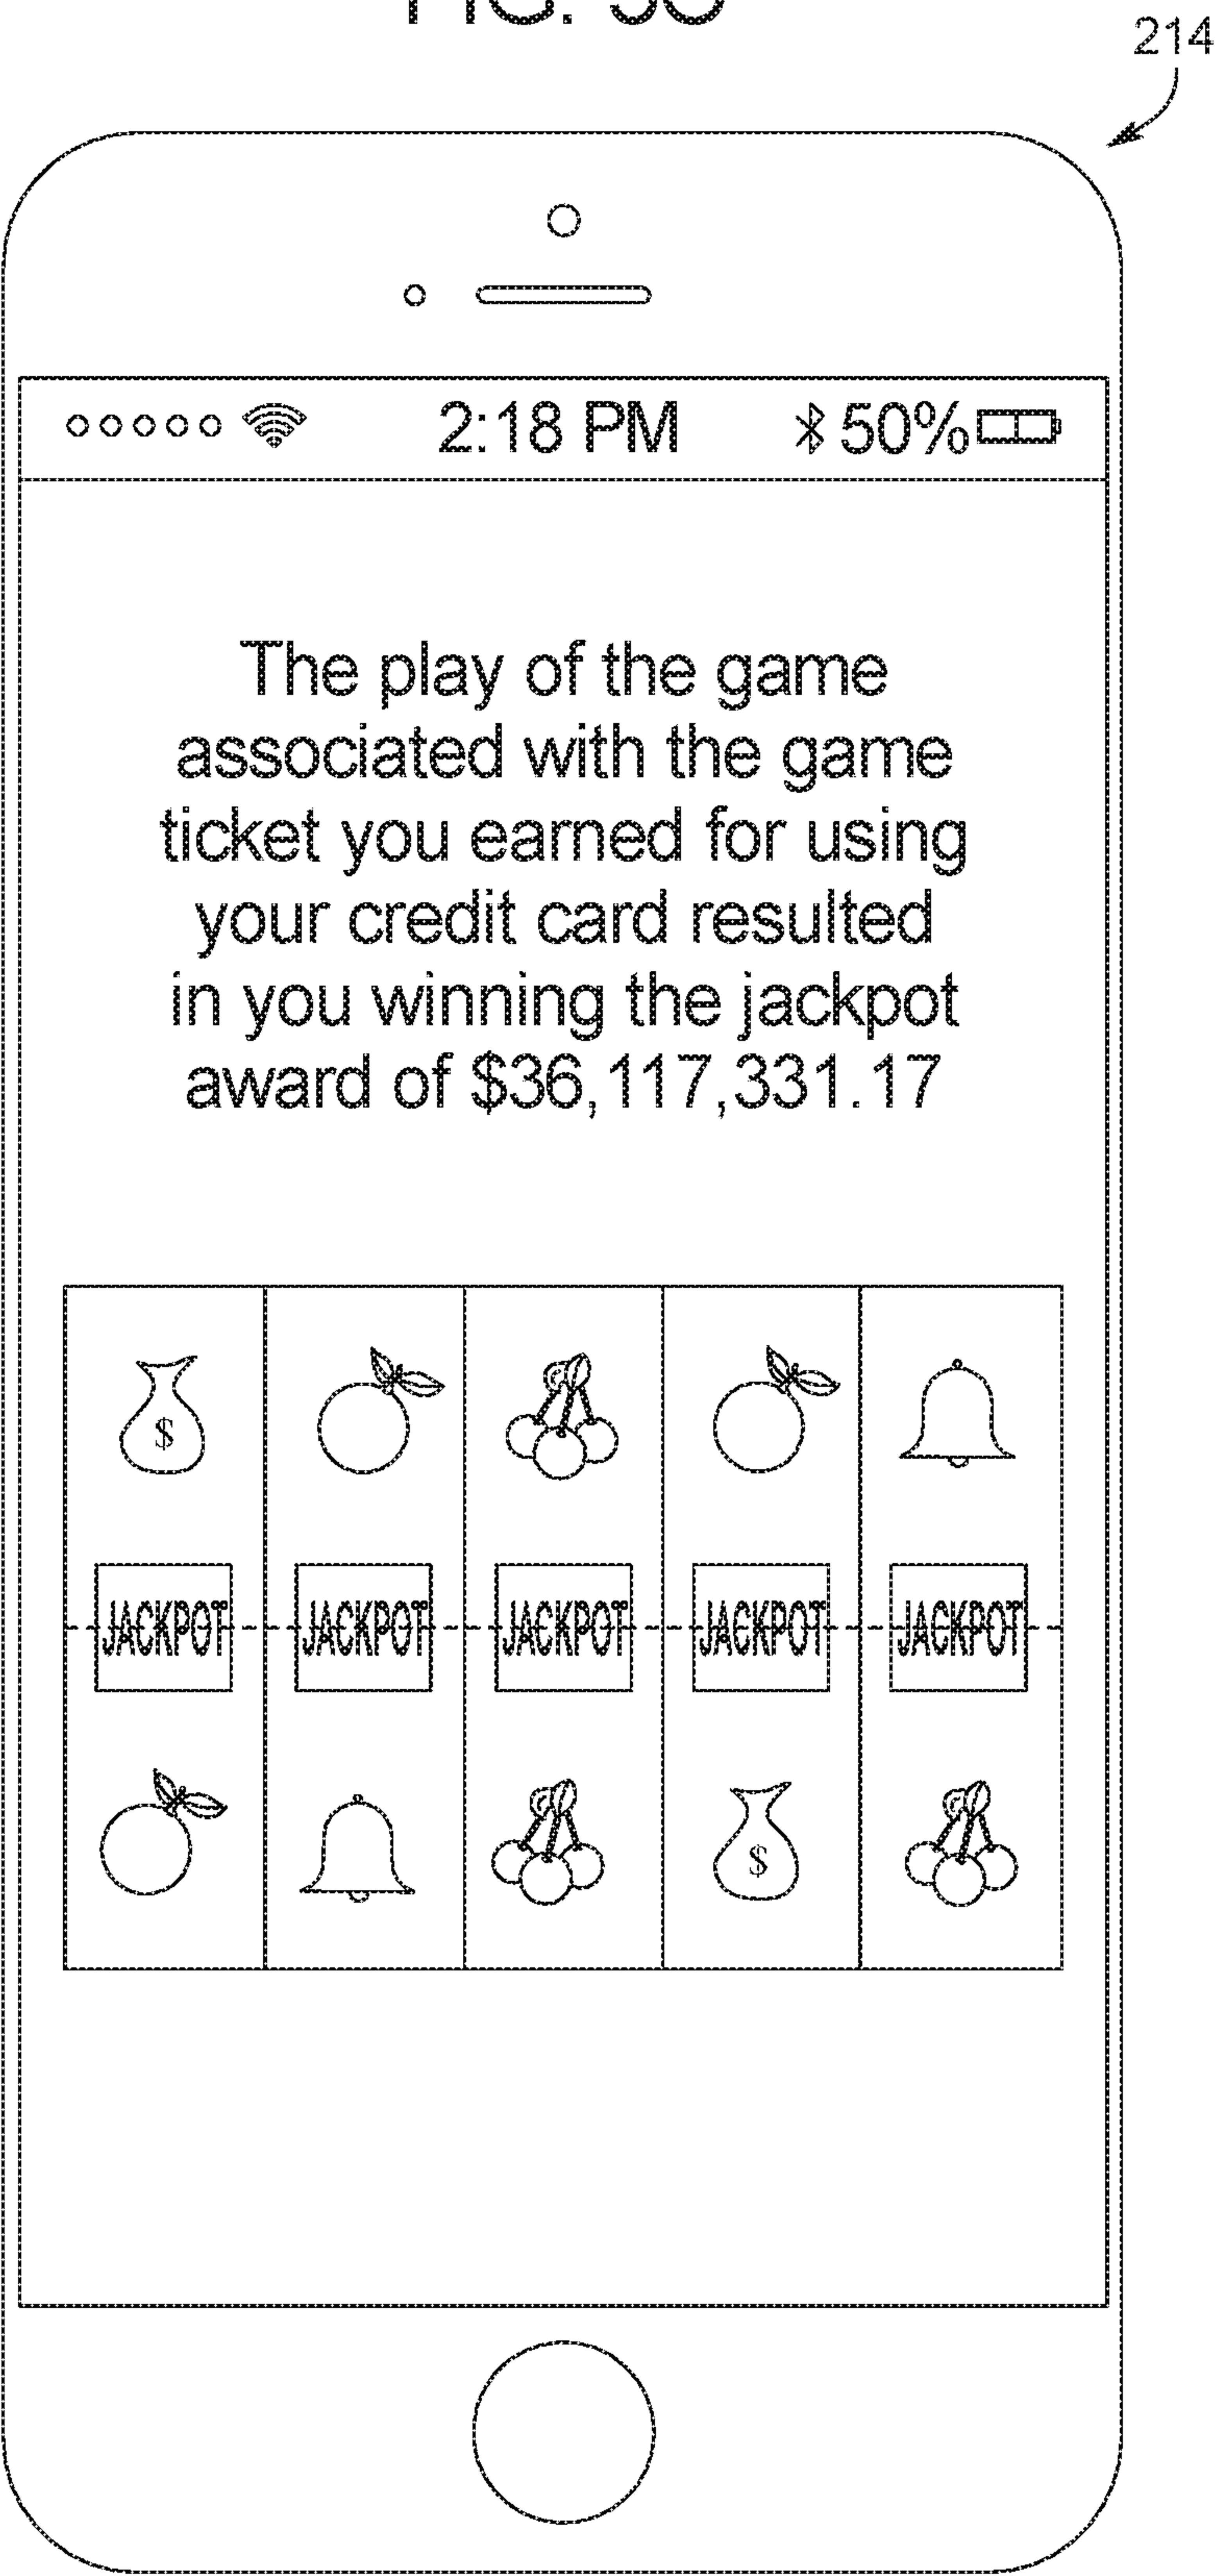 FIG.
214
2:18 PM 50%
The play of the game
associated with the game
ticket you earned for using
your credit card resulted
in you winning the jackpot
award of $36,117,331.17
$
JACKPOT JACKPOT JACKPOT JACKPOT JACKPOT
$